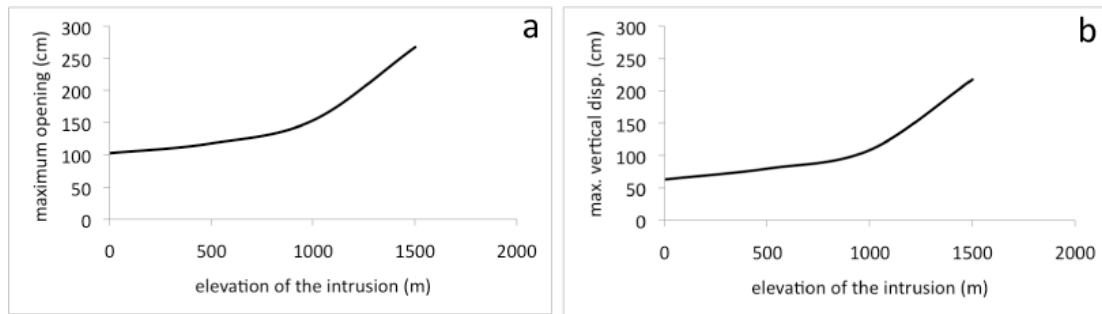 a
maximum opening (cm)
300
250
200
150
100
50
0
0 500 1000 1500 2000
elevation of the intrusion (m)
b
max. vertical disp. (cm)
300
250
200
150
100
50
0
0 500 1000 1500 2000
elevation of the intrusion (m)